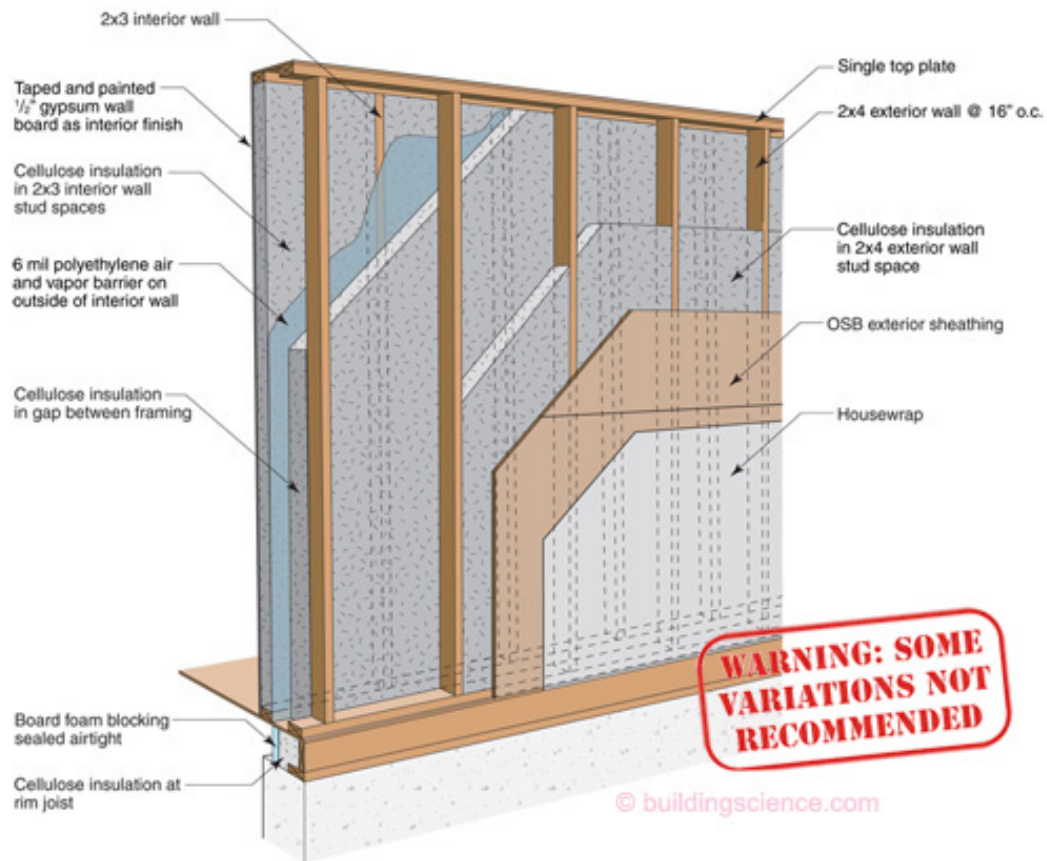 2x3 interior wall
Taped and painted
1/2" gypsum wall
board as interior finish
Cellulose insulation
in 2x3 interior wall
stud spaces
6 mil polyethylene air
and vapor barrier on
outside of interior wall
Cellulose insulation
in gap between framing
Board foam blocking
sealed airtight
Cellulose insulation at
rim joist
Single top plate
2x4 exterior wall @ 16" o.c.
Cellulose insulation
in 2x4 exterior wall
stud space
OSB exterior sheathing
Housewrap
WARNING: SOME
VARIATIONS NOT
RECOMMENDED
© buildingscience.com